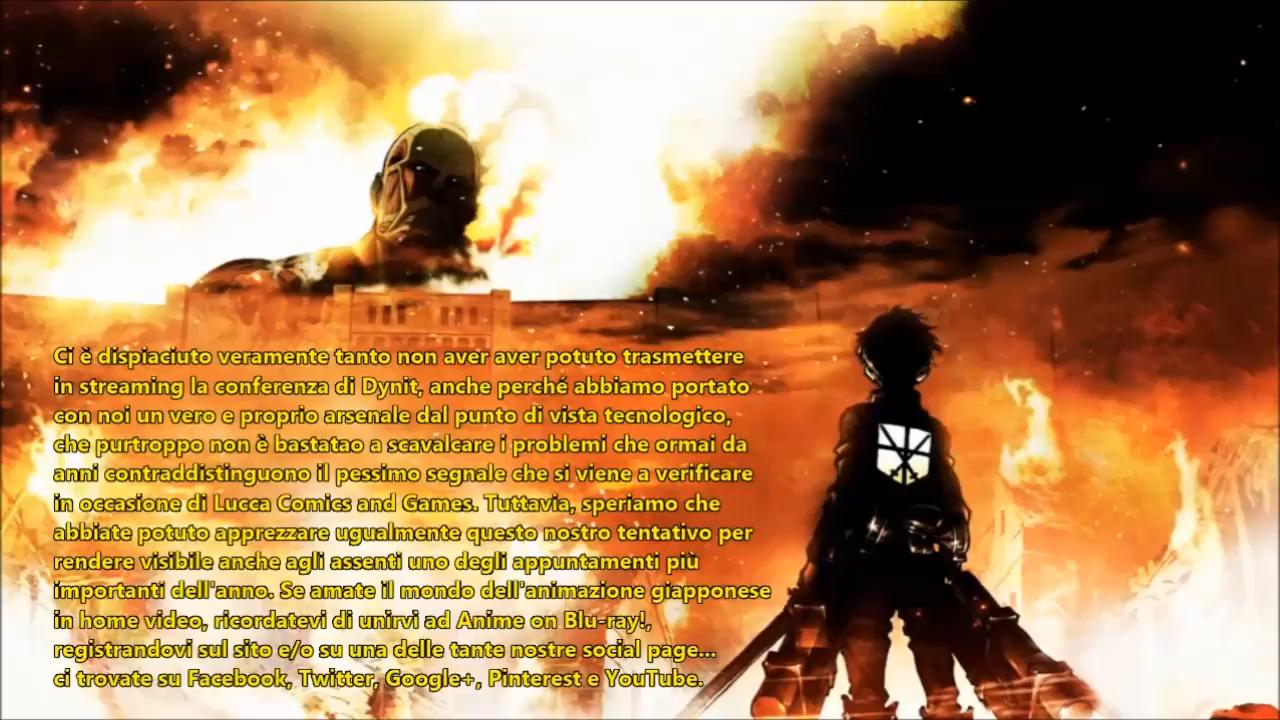 Ci è dispiaciuto veramente tanto non aver aver potuto trasmettere
in streaming la conferenza di Dynit, anche perché abbiamo portato
con noi un vero e proprio arsenale dal punto di vista tecnologico,
che purtroppo non è bastatao a scavalcare i problemi che ormai da
anni contraddistinguono il pessimo segnale che si viene a verificare
in occasione di Lucca Comics and Games. Tuttavia, speriamo che
abbiate potuto apprezzare ugualmente questo nostro tentativo per
rendere visibile anche agli assenti uno degli appuntamenti più
importanti dell'anno. Se amate il mondo dell'animazione giapponese
in home video, ricordatevi di unirvi ad Anime on Blu-ray!,
registrandovi sul sito e/o su una delle tante nostre social page...
ci trovate su Facebook, Twitter, Google+, Pinterest e YouTube.